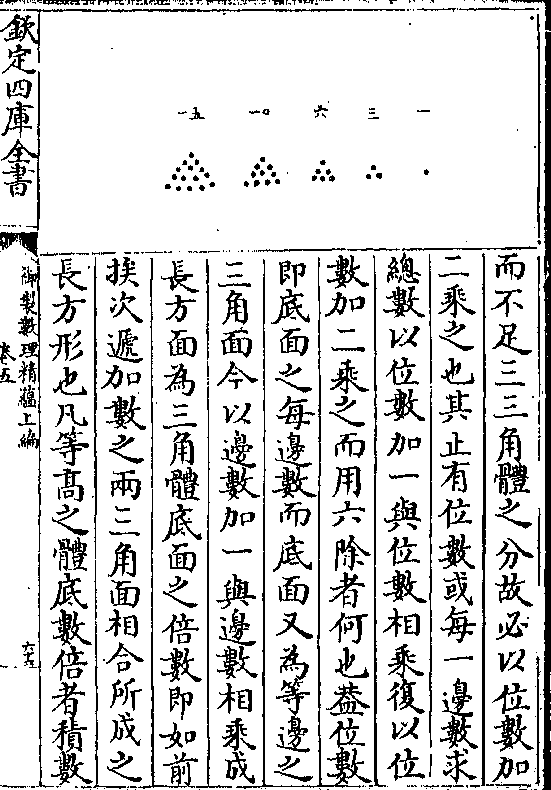 一
三
六
一〇
一五
而不足三三角體之分故必以位數加
二乘之也其止有位數或每一邊數求
總數以位數加一與位數相乘復以位
數加二乘之而用六除者何也葢位數
即底面之每邊數而底面又為等邊之
三角面今以邊數加一與邊數相乘成
長方面為三角體底面之倍數即如前
挨次遞加數之兩三角面相合所成之
長方形也凡等高之體底數倍者積數
欽定四庫全書
御製數理精蘊上編
卷五
六十五